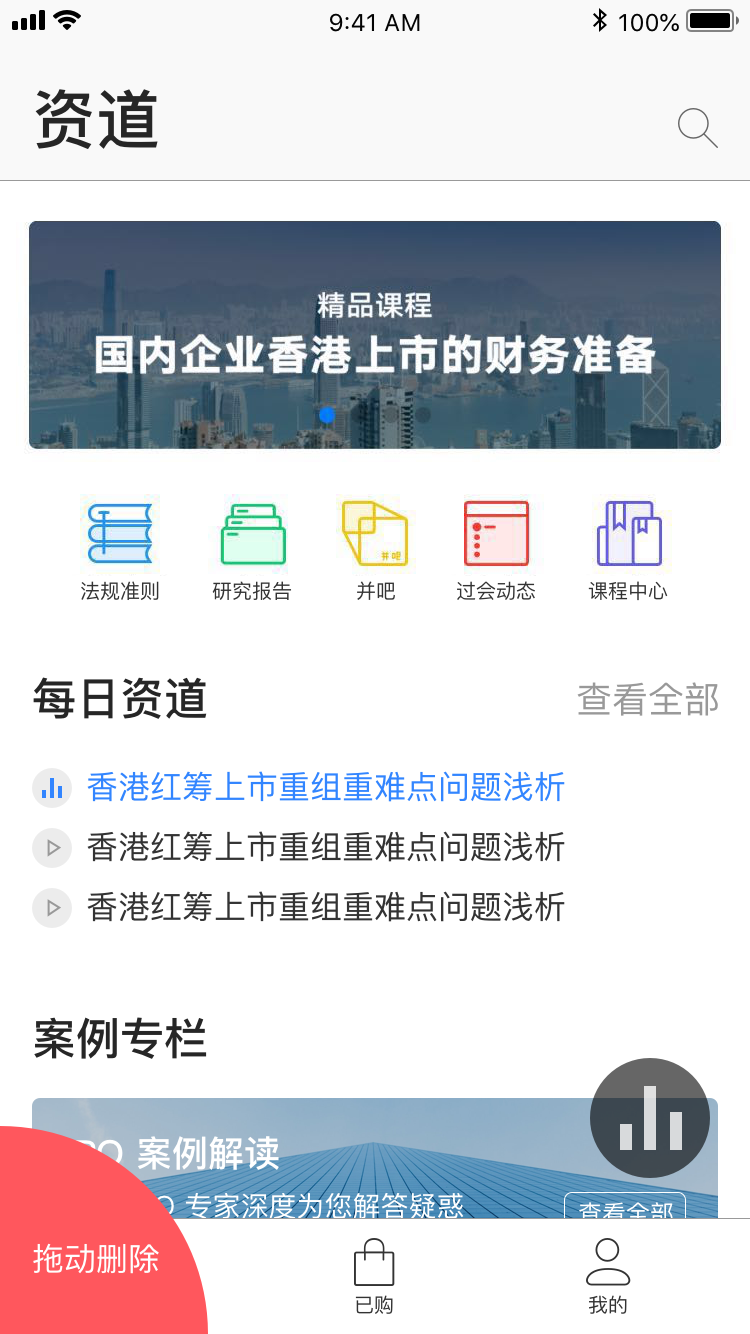 9:41 AM
100%
资道
精品课程
国内企业香港上市的财务准备
并吧
法规准则
研究报告
并吧
过会动态
课程中心
每日资道
查看全部
香港红筹上市重组重难点问题浅析
香港红筹上市重组重难点问题浅析
香港红筹上市重组重难点问题浅析
案例专栏
案例解读
专家深度为您解答疑惑
查看全部
拖动删除
已购
我的